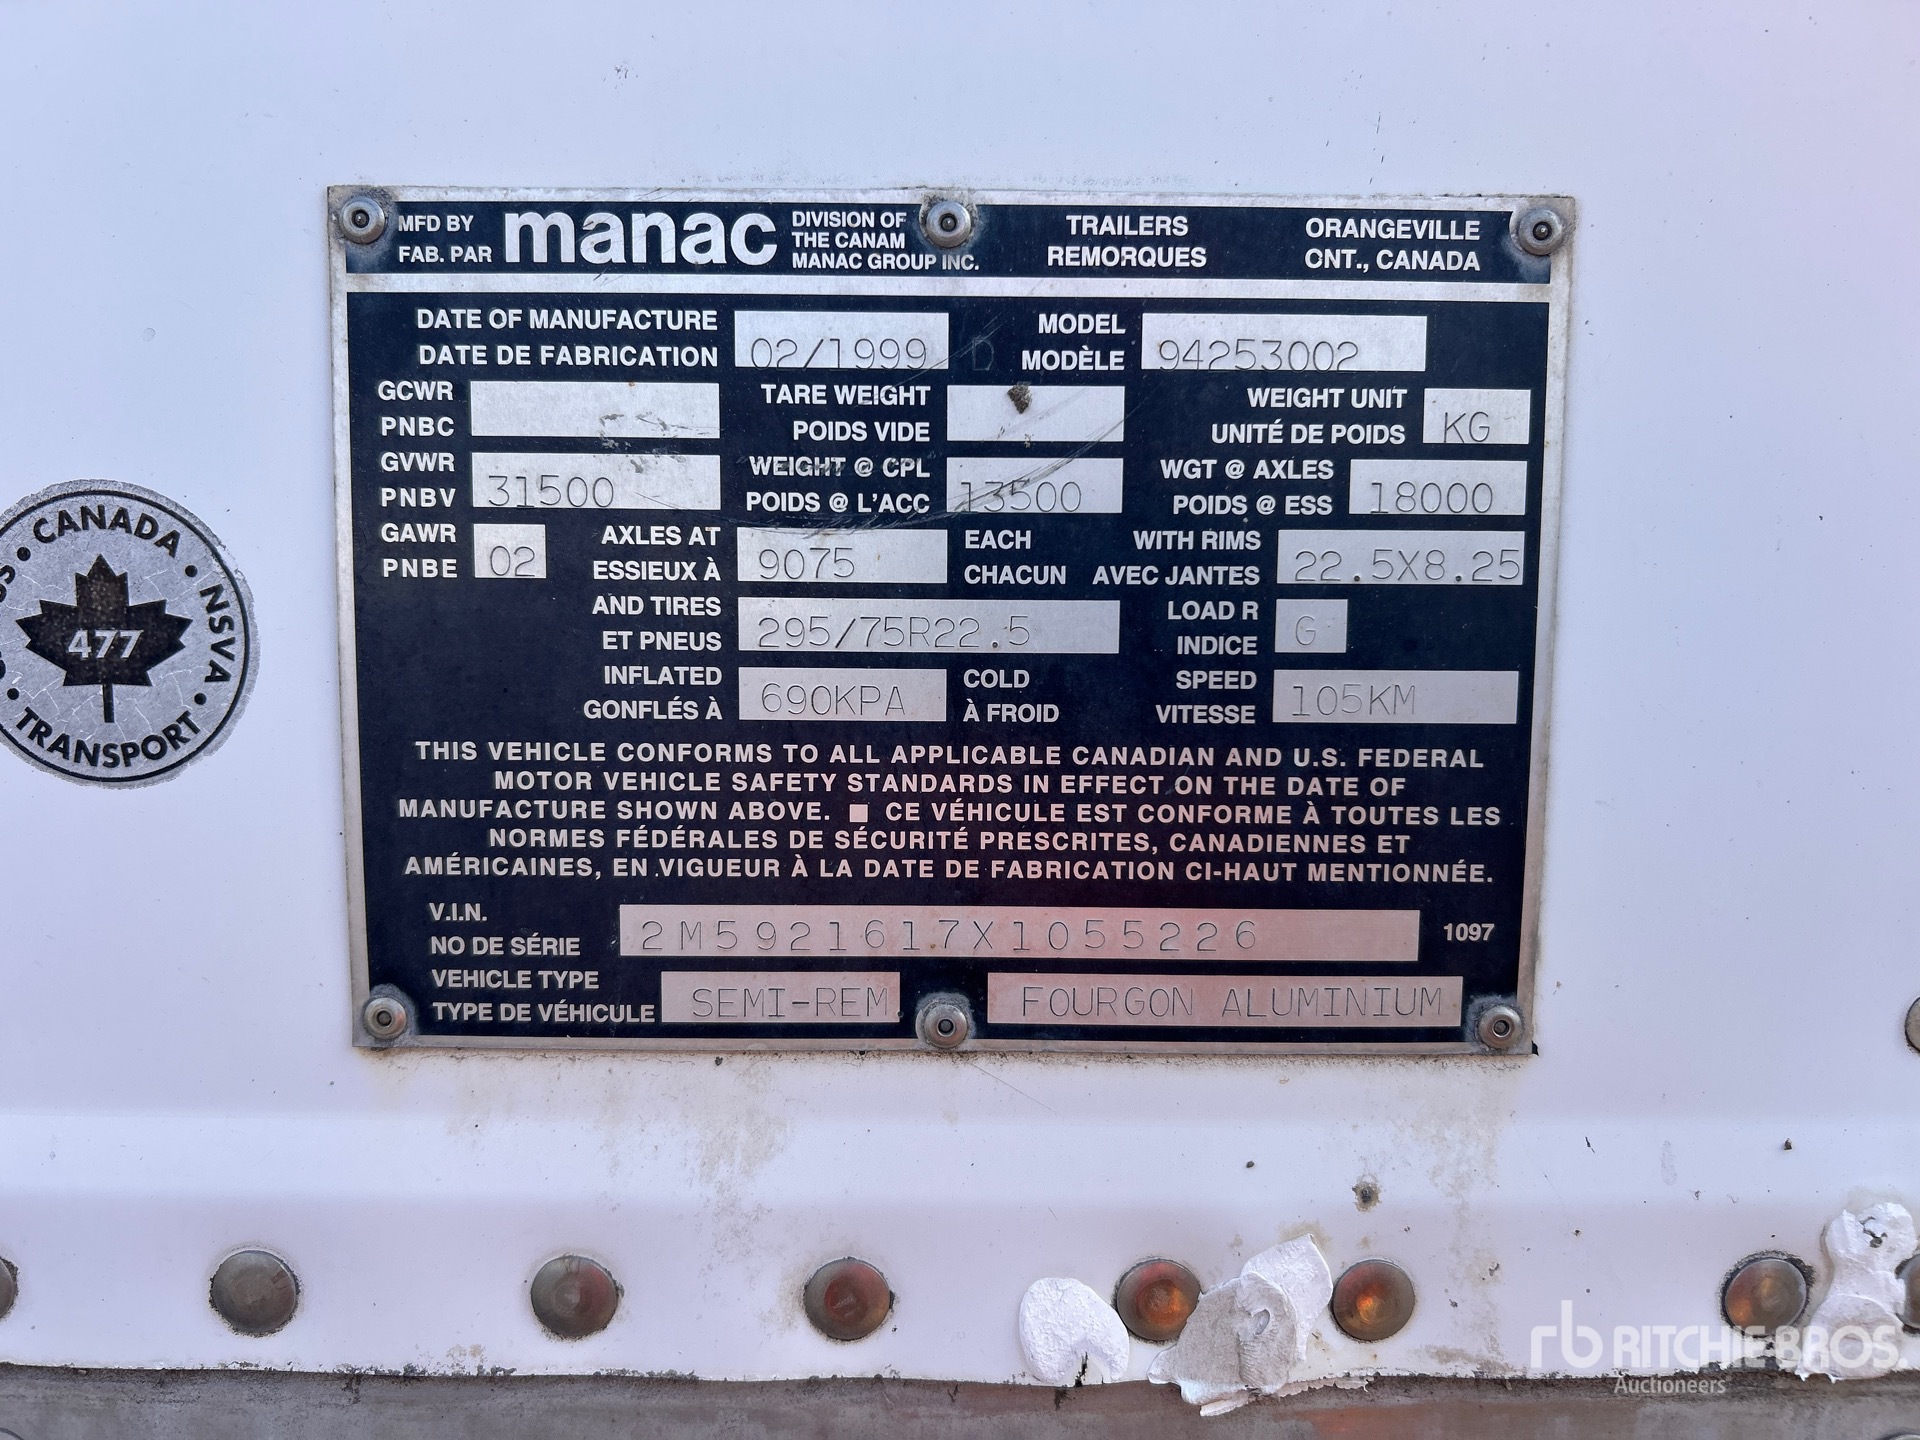 MFD BY
FAB. PAR
manac
DIVISION OF
THE CANAM
MANAC GROUP INC.
TRAILERS
REMORQUES
ORANGEVILLE
ONT., CANADA
DATE OF MANUFACTURE
DATE DE FABRICATION
02/1999 D
MODEL
MODÈLE
94253002
GCWR
PNBC
TARE WEIGHT
POIDS VIDE
WEIGHT UNIT
UNITÉ DE POIDS
KG
GVWR
PNBV
31500
WEIGHT @ CPL
POIDS @ L'ACC
13500
WGT @ AXLES
POIDS @ ESS
18000
GAWR
PNBE
02
AXLES AT
ESSIEUX À
9075
EACH
CHACUN
WITH RIMS
AVEC JANTES
22.5X8.25
AND TIRES
ET PNEUS
295/75R22.5
LOAD R
INDICE
G
INFLATED
GONFLÉS À
690KPA
COLD
À FROID
SPEED
VITESSE
105KM
THIS VEHICLE CONFORMS TO ALL APPLICABLE CANADIAN AND U.S. FEDERAL
MOTOR VEHICLE SAFETY STANDARDS IN EFFECT ON THE DATE OF
MANUFACTURE SHOWN ABOVE. ■ CE VÉHICULE EST CONFORME À TOUTES LES
NORMES FÉDÉRALES DE SÉCURITÉ PRESCRITES, CANADIENNES ET
AMÉRICAINES, EN VIGUEUR À LA DATE DE FABRICATION CI-HAUT MENTIONNÉE.
V.I.N.
NO DE SÉRIE
2M5921617X1055226
1097
VEHICLE TYPE
TYPE DE VÉHICULE
SEMI-REM
FOURGON ALUMINIUM
CANADA • NSVA •
477
TRANSPORT •
rb RITCHIE BROS.
Auctioneers